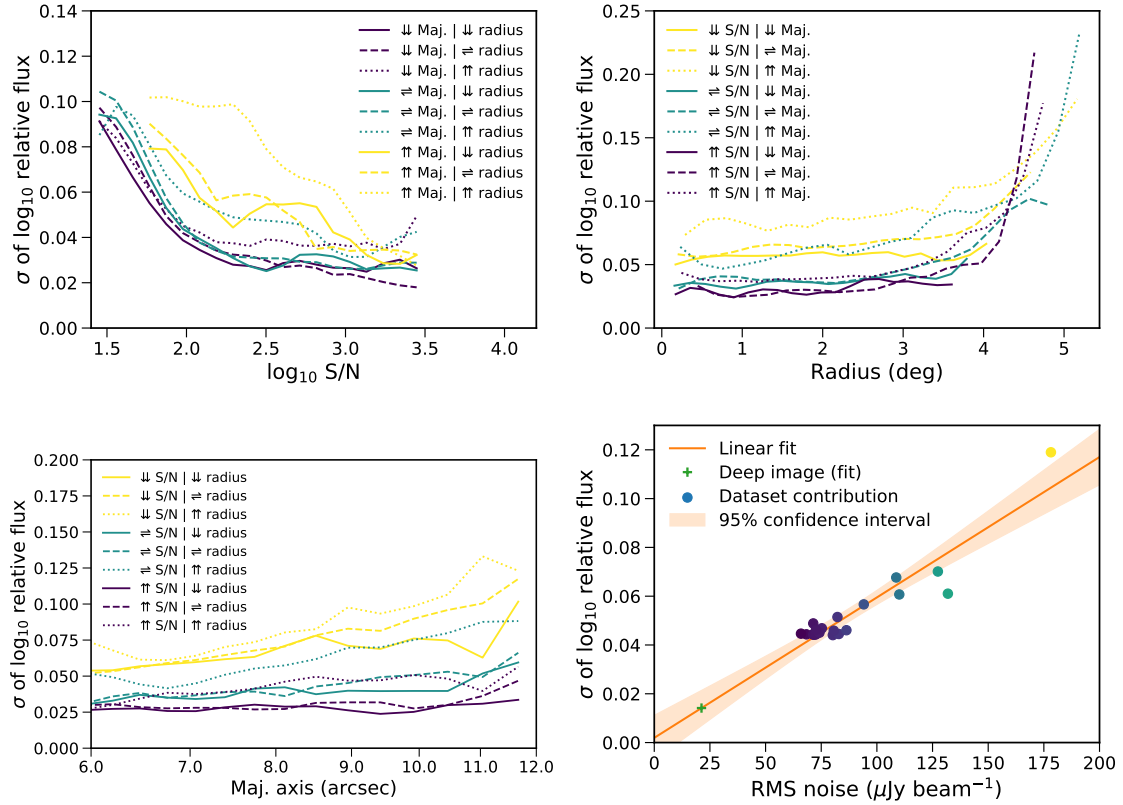 0.14
0.12
0.10
0.08
0.06
0.04
0.02
0.00
σ of log₁₀ relative flux
⇊ Maj. | ⇊ radius
⇊ Maj. | ⇌ radius
⇊ Maj. | ⇈ radius
⇌ Maj. | ⇊ radius
⇌ Maj. | ⇌ radius
⇌ Maj. | ⇈ radius
⇈ Maj. | ⇊ radius
⇈ Maj. | ⇌ radius
⇈ Maj. | ⇈ radius
1.5 2.0 2.5 3.0 3.5 4.0
log₁₀ S/N
0.25
0.20
0.15
0.10
0.05
0.00
σ of log₁₀ relative flux
⇊ S/N | ⇊ Maj.
⇊ S/N | ⇌ Maj.
⇊ S/N | ⇈ Maj.
⇌ S/N | ⇊ Maj.
⇌ S/N | ⇌ Maj.
⇌ S/N | ⇈ Maj.
⇈ S/N | ⇊ Maj.
⇈ S/N | ⇌ Maj.
⇈ S/N | ⇈ Maj.
0 1 2 3 4 5
Radius (deg)
0.200
0.175
0.150
0.125
0.100
0.075
0.050
0.025
0.000
σ of log₁₀ relative flux
⇊ S/N | ⇊ radius
⇊ S/N | ⇌ radius
⇊ S/N | ⇈ radius
⇌ S/N | ⇊ radius
⇌ S/N | ⇌ radius
⇌ S/N | ⇈ radius
⇈ S/N | ⇊ radius
⇈ S/N | ⇌ radius
⇈ S/N | ⇈ radius
6.0 7.0 8.0 9.0 10.0 11.0 12.0
Maj. axis (arcsec)
0.12
0.10
0.08
0.06
0.04
0.02
0.00
σ of log₁₀ relative flux
Linear fit
Deep image (fit)
Dataset contribution
95% confidence interval
0 25 50 75 100 125 150 175 200
RMS noise (μJy beam⁻¹)